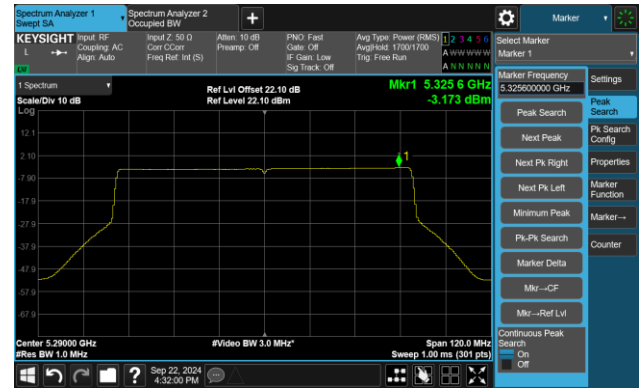 Spectrum Analyzer 1
Swept SA
Spectrum Analyzer 2
Occupied BW
Marker
KEYSIGHT
L
Input: RF
Coupling: AC
Align: Auto
Input Z: 50 Ω
Corr CCorr
Freq Ref: Int (S)
Atten: 10 dB
Preamp: Off
PNO: Fast
Gate: Off
IF Gain: Low
Sig Track: Off
Avg Type: Power (RMS)
Avg|Hold: 1700/1700
Trig: Free Run
1 2 3 4 5 6
A W W W W W
A N N N N N
Select Marker
Marker 1
1 Spectrum
Scale/Div 10 dB
Log
Ref Lvl Offset 22.10 dB
Ref Level 22.10 dBm
Mkr1 5.325 6 GHz
-3.173 dBm
12.1
2.10
-7.90
-17.9
-27.9
-37.9
-47.9
-57.9
-67.9
1
Center 5.29000 GHz
#Res BW 1.0 MHz
#Video BW 3.0 MHz*
Span 120.0 MHz
Sweep 1.00 ms (301 pts)
Marker Frequency
5.325600000 GHz
Peak Search
Next Peak
Next Pk Right
Next Pk Left
Minimum Peak
Pk-Pk Search
Marker Delta
Mkr→CF
Mkr→Ref Lvl
Continuous Peak
Search
On
Off
Settings
Peak
Search
Pk Search
Config
Properties
Marker
Function
Marker→
Counter
?
Sep 22, 2024
4:32:00 PM